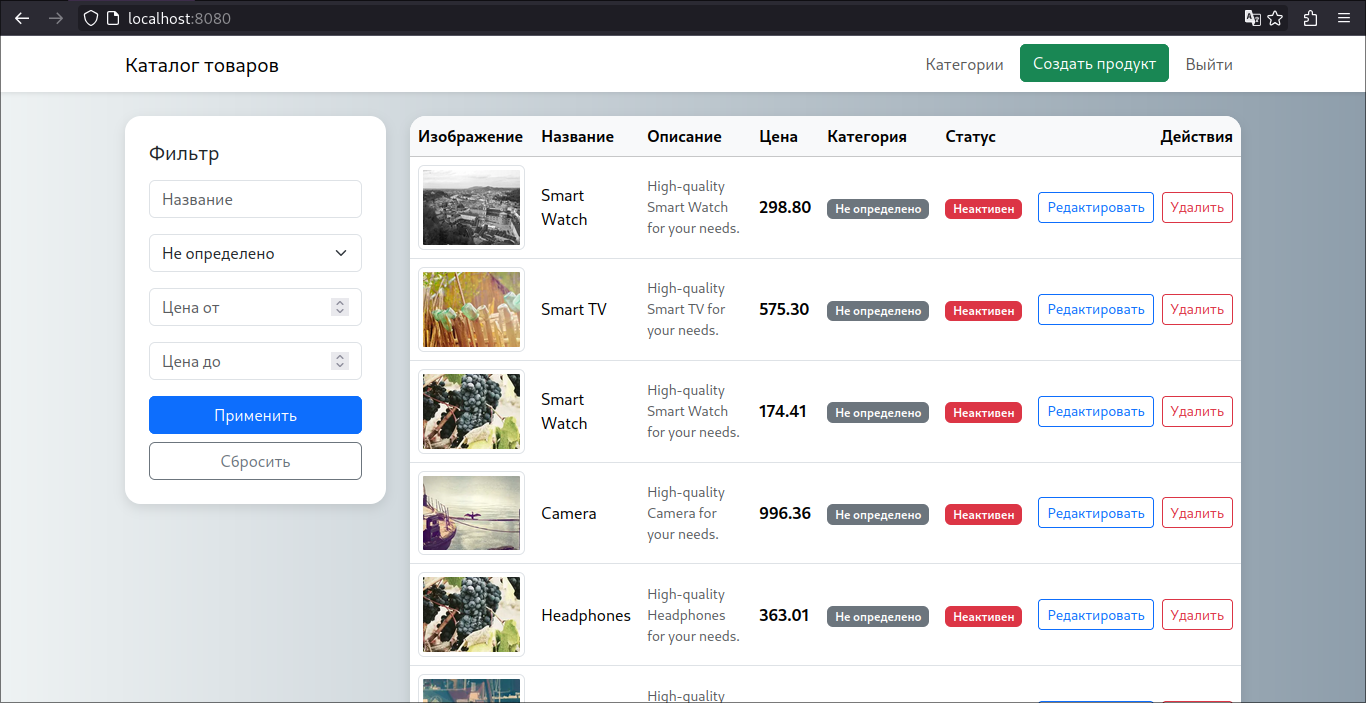 localhost:8080
Каталог товаров
Категории
Создать продукт
Выйти
Фильтр
Название
Не определено
Цена от
Цена до
Применить
Сбросить
Изображение Название Описание Цена Категория Статус Действия
Smart Watch
High-quality
Smart Watch
for your needs.
298.80 Не определено Неактивен Редактировать Удалить
Smart TV
High-quality
Smart TV for
your needs.
575.30 Не определено Неактивен Редактировать Удалить
Smart Watch
High-quality
Smart Watch
for your needs.
174.41 Не определено Неактивен Редактировать Удалить
Camera
High-quality
Camera for
your needs.
996.36 Не определено Неактивен Редактировать Удалить
Headphones
High-quality
Headphones
for your needs.
363.01 Не определено Неактивен Редактировать Удалить
High-quality